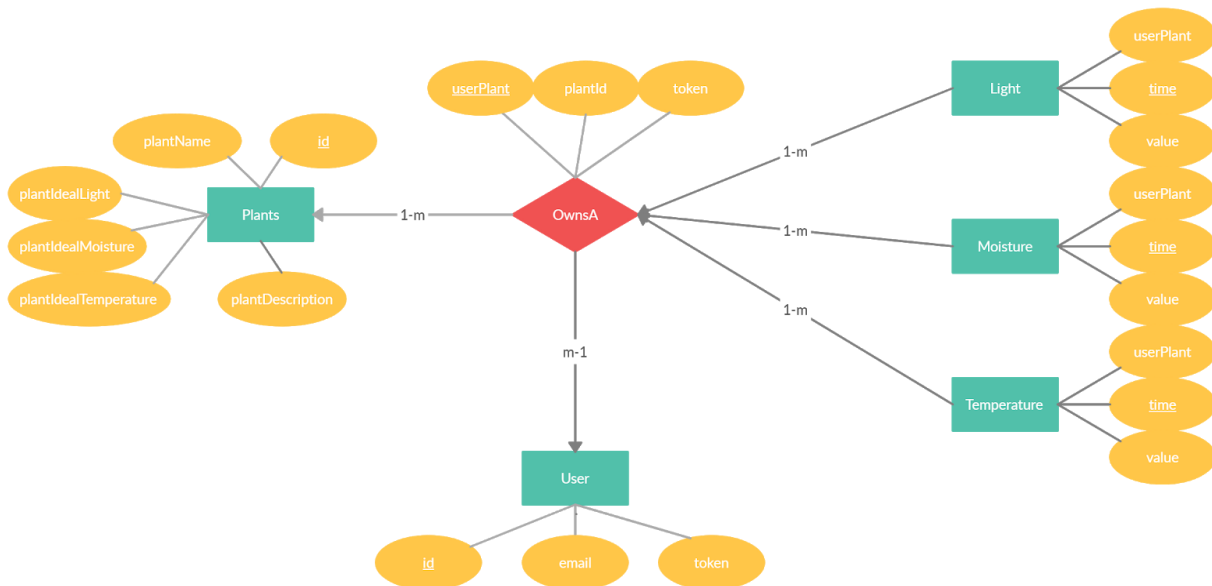 userPlant
userPlant
plantId
token
Light
time
plantName
id
value
1-m
plantIdealLight
userPlant
Plants
1-m
OwnsA
1-m
plantIdealMoisture
Moisture
time
plantIdealTemperature
plantDescription
value
1-m
m-1
userPlant
Temperature
time
value
User
id
email
token